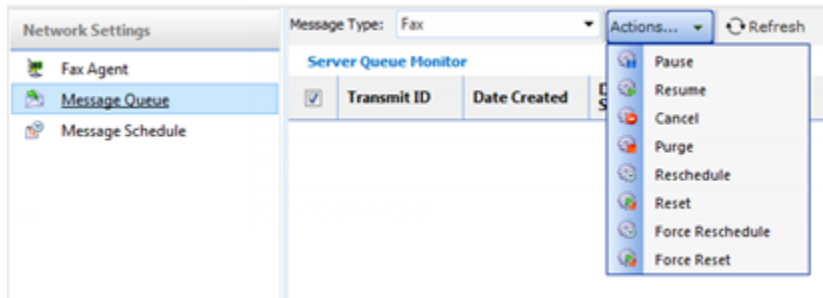 Network Settings
Fax Agent
Message Queue
Message Schedule
Message Type: Fax
Actions... Refresh
Server Queue Monitor
Transmit ID Date Created
Pause
Resume
Cancel
Purge
Reschedule
Reset
Force Reschedule
Force Reset